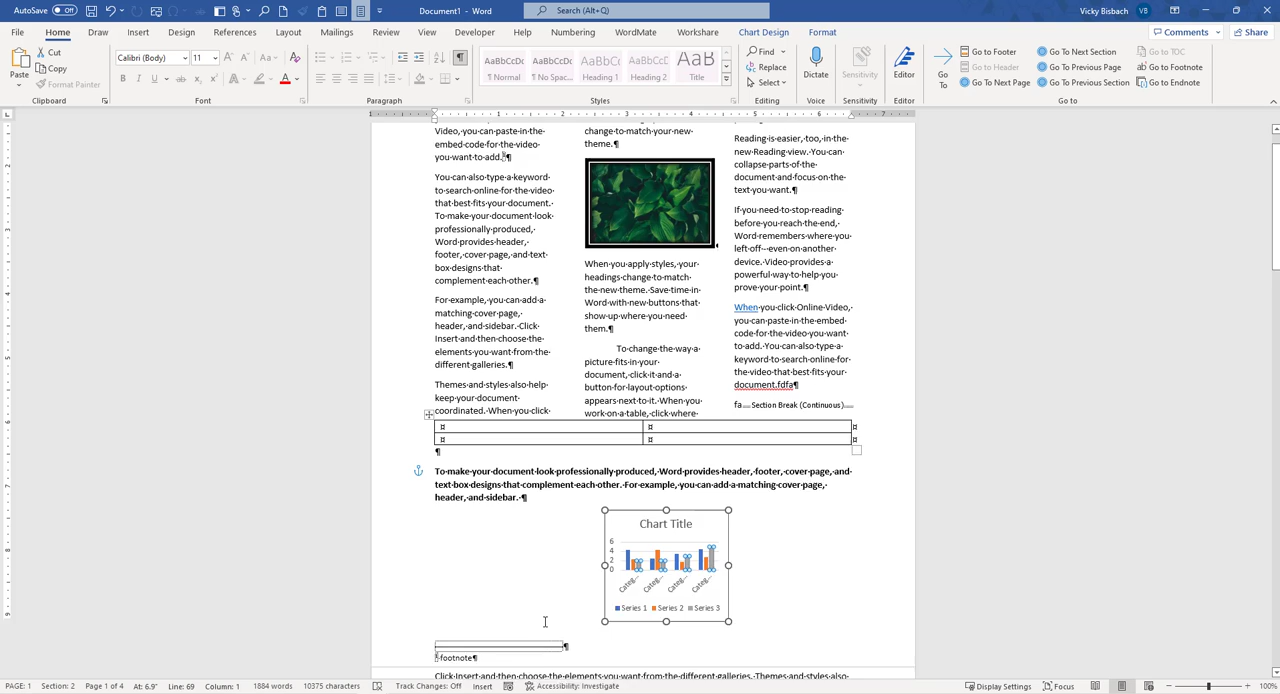 AutoSave Off Document1 - Word Search (Alt+Q) Vicky Bisbach VB
File Home Insert Draw Design References Layout Mailings Review View Developer Help Numbering WordMate Workshare Chart Design Format Comments Share
Paste Cut Copy Format Painter
Calibri (Body) 11
AaBbCcDc AaBbCcDc AaBbCc AaBbCcD AaB
¶ Normal ¶ No Spac... Heading 1 Heading 2 Title
Find Replace Select
Dictate Sensitivity Editor
Go To
Go to Footer Go To Next Section Go to TOC
Go to Header Go To Previous Page Go to Footnote
Go To Next Page Go To Previous Section Go to Endnote
Clipboard Font Paragraph Styles Editing Voice Sensitivity Editor Go to
Video, you can paste in the
embed code for the video
you want to add. ¶
You can also type a keyword
to search online for the video
that best fits your document.
To make your document look
professionally produced,
Word provides header,
footer, cover page, and text
box designs that
complement each other. ¶
For example, you can add a
matching cover page,
header, and sidebar. Click
Insert and then choose the
elements you want from the
different galleries. ¶
Themes and styles also help
keep your document
coordinated. When you click
change to match your new
theme. ¶
When you apply styles, your
headings change to match
the new theme. Save time in
Word with new buttons that
show up where you need
them. ¶
To change the way a
picture fits in your
document, click it and a
button for layout options
appears next to it. When you
work on a table, click where
Reading is easier, too, in the
new Reading view. You can
collapse parts of the
document and focus on the
text you want. ¶
If you need to stop reading
before you reach the end,
Word remembers where you
left off -- even on another
device. Video provides a
powerful way to help you
prove your point. ¶
When you click Online Video,
you can paste in the embed
code for the video you want
to add. You can also type a
keyword to search online for
the video that best fits your
document.fdfa¶
fa Section Break (Continuous)
¶
To make your document look professionally produced, Word provides header, footer, cover page, and
text box designs that complement each other. For example, you can add a matching cover page,
header, and sidebar. ¶
Chart Title
6
4
2
0
Categ... Categ... Categ... Categ...
Series 1 Series 2 Series 3
¶
footnote¶
Click Insert and then choose the elements you want from the different galleries. Themes and styles also
PAGE: 1 Section: 2 Page 1 of 4 At: 6.9" Line: 69 Column: 1 1884 words 10375 characters Track Changes: Off Insert Accessibility: Investigate Display Settings Focus 100%